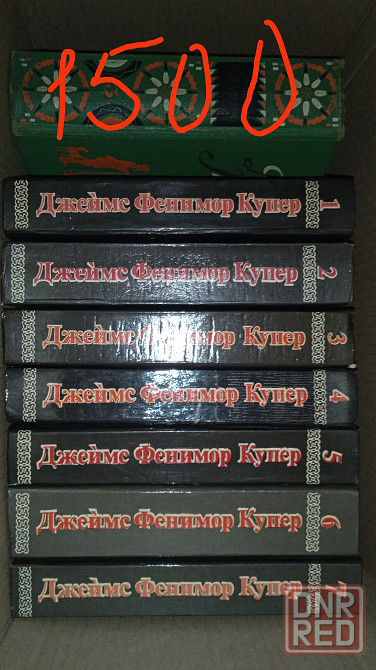 1500
Джеймс Фенимор Купер 1
Джеймс Фенимор Купер 2
Джеймс Фенимор Купер 3
Джеймс Фенимор Купер 4
Джеймс Фенимор Купер 5
Джеймс Фенимор Купер 6
Джеймс Фенимор Купер 7
DNR
RED